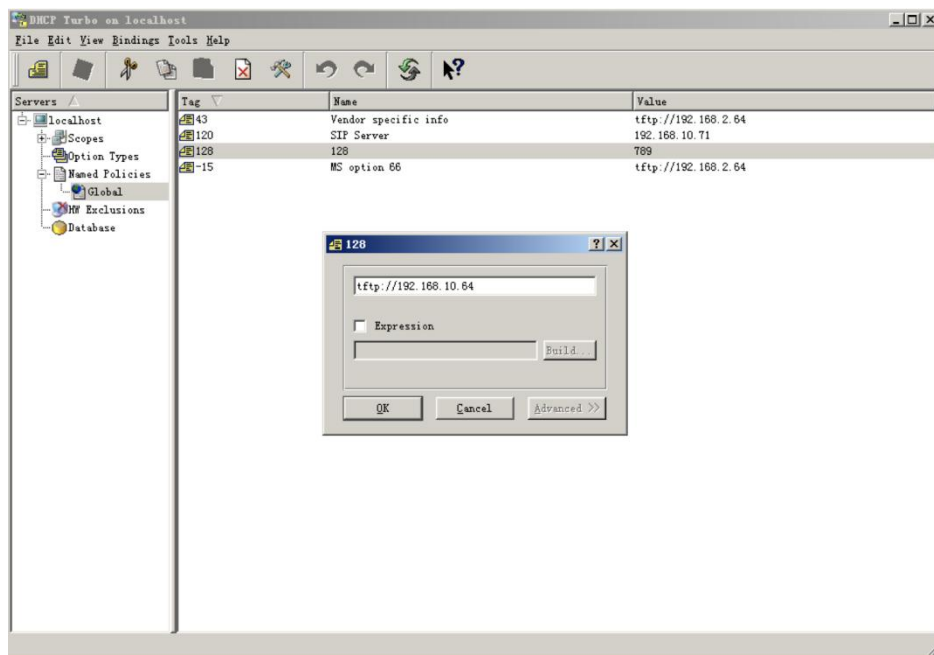 DHCP Turbo on localhost
File Edit View Bindings Tools Help
Servers
Tag Name Value
localhost
Scopes
Option Types
Named Policies
Global
HW Exclusions
Database
43 Vendor specific info tftp://192.168.2.64
120 SIP Server 192.168.10.71
128 128 789
-15 MS option 66 tftp://192.168.2.64
128
tftp://192.168.10.64
Expression
Build...
OK Cancel Advanced >>